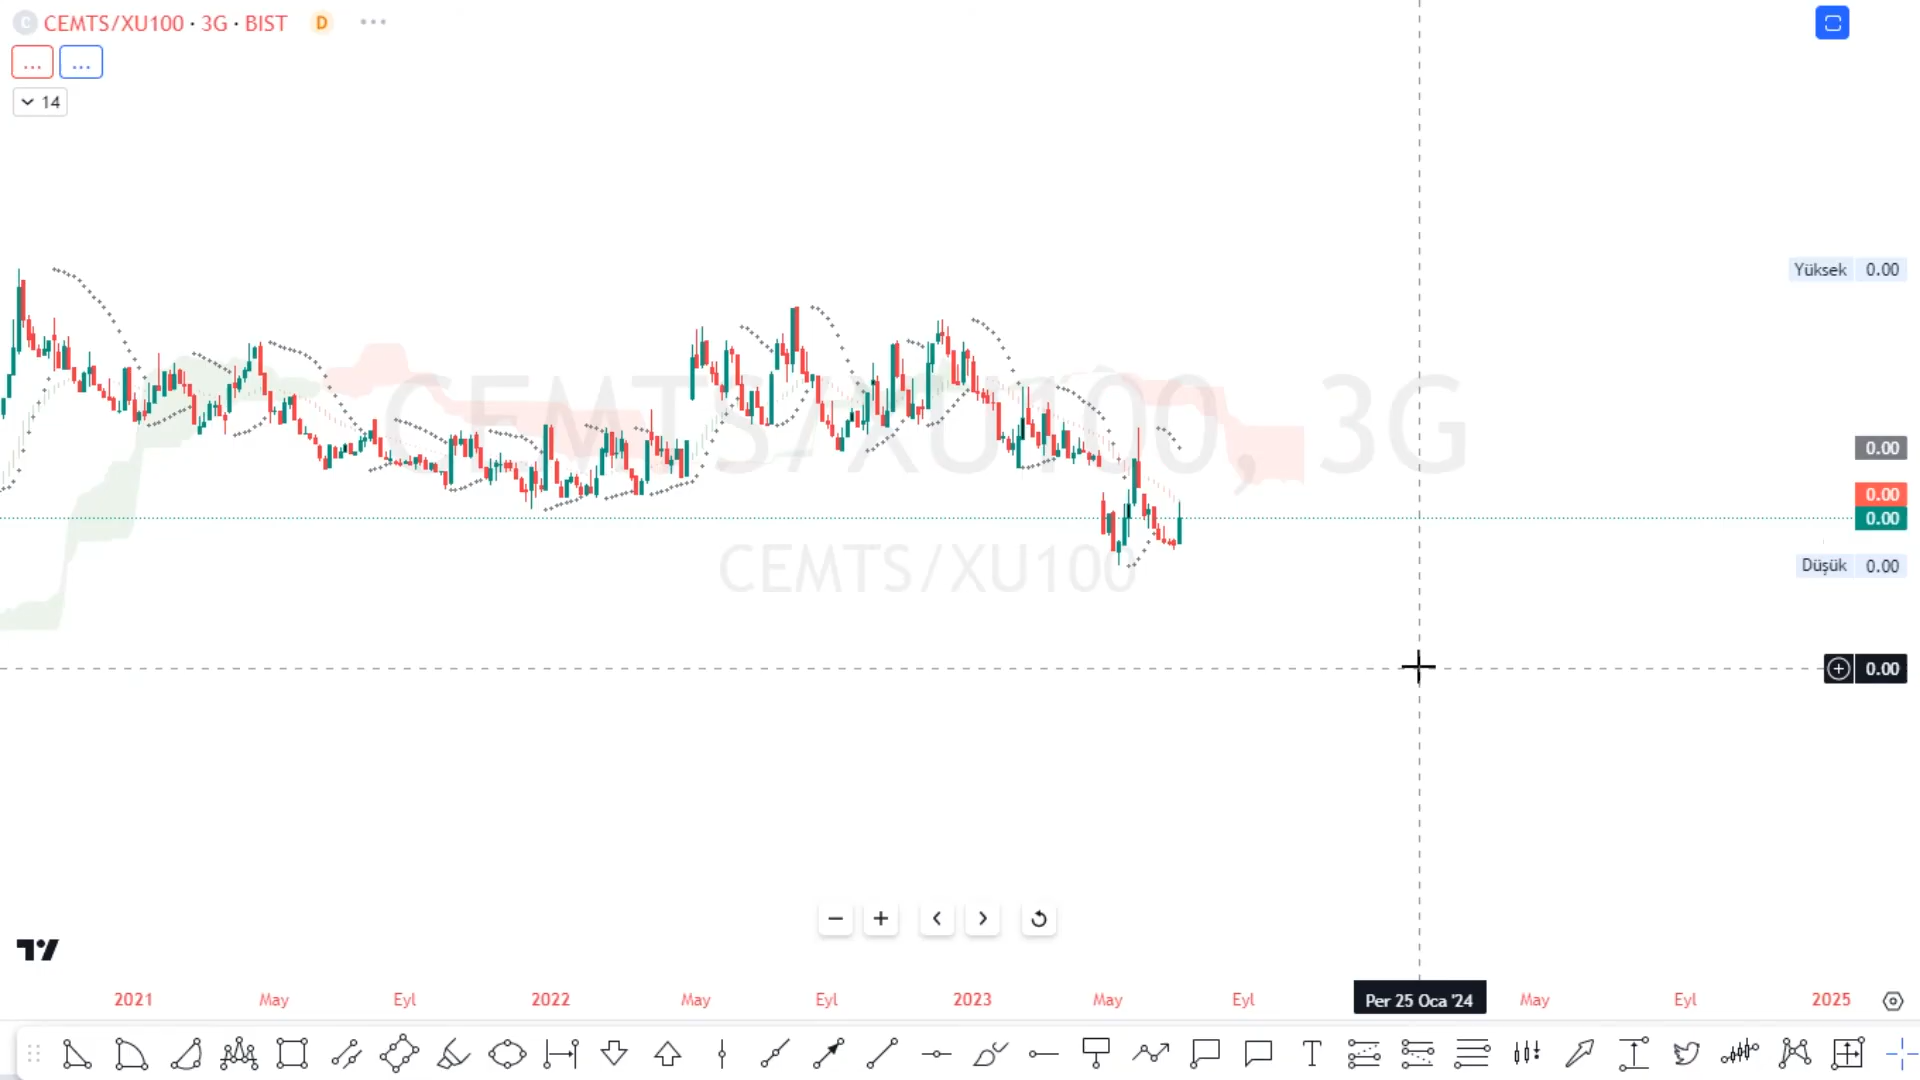 C CEMTS/XU100 · 3G · BIST D
... ...
14
CEMTS/XU100, 3G
CEMTS/XU100
Yüksek 0.00
0.00
0.00
0.00
Düşük 0.00
0.00
2021 May Eyl 2022 May Eyl 2023 May Eyl Per 25 Oca '24 May Eyl 2025